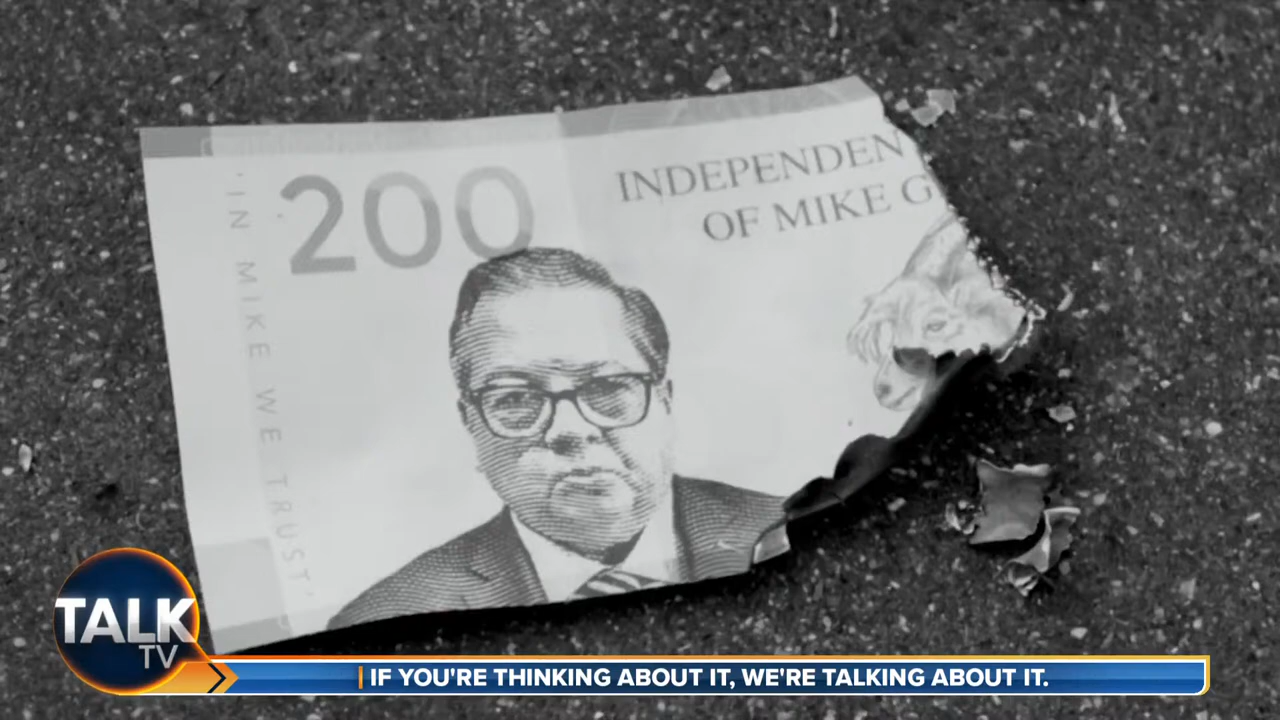 200
INDEPENDEN
OF MIKE G
'IN MIKE WE TRUST'
TALK
TV
IF YOU'RE THINKING ABOUT IT, WE'RE TALKING ABOUT IT.